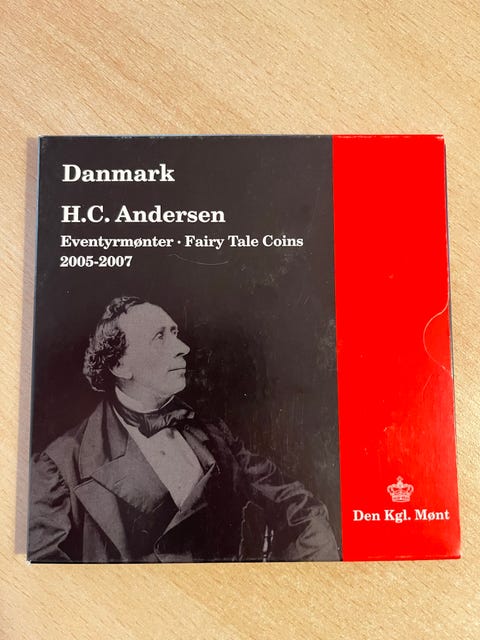 Danmark
H.C. Andersen
Eventyrmønter · Fairy Tale Coins
2005-2007
Den Kgl. Mønt